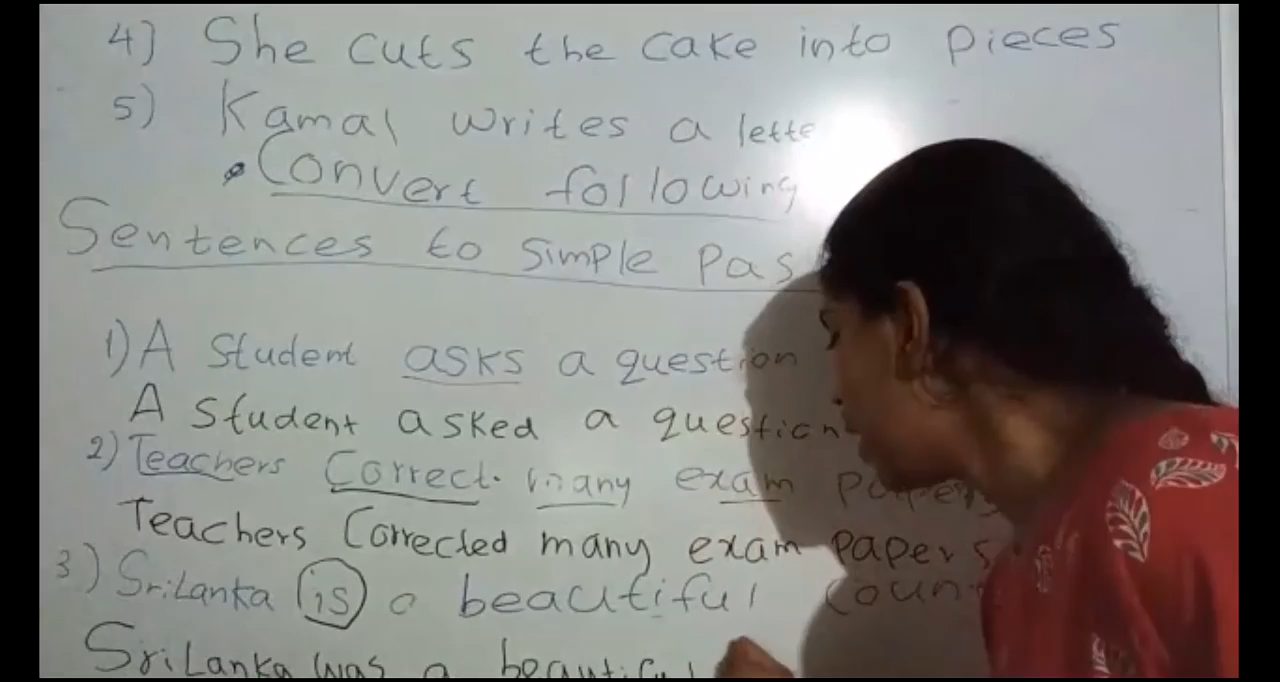 4) She cuts the cake into pieces
5) Kamal writes a lette
• Convert following
Sentences to simple pas
1) A student asks a question
A student asked a question
2) Teachers correct. many exam papers
Teachers corrected many exam papers
3) SriLanka is a beautiful coun
SriLanka was a beautiful